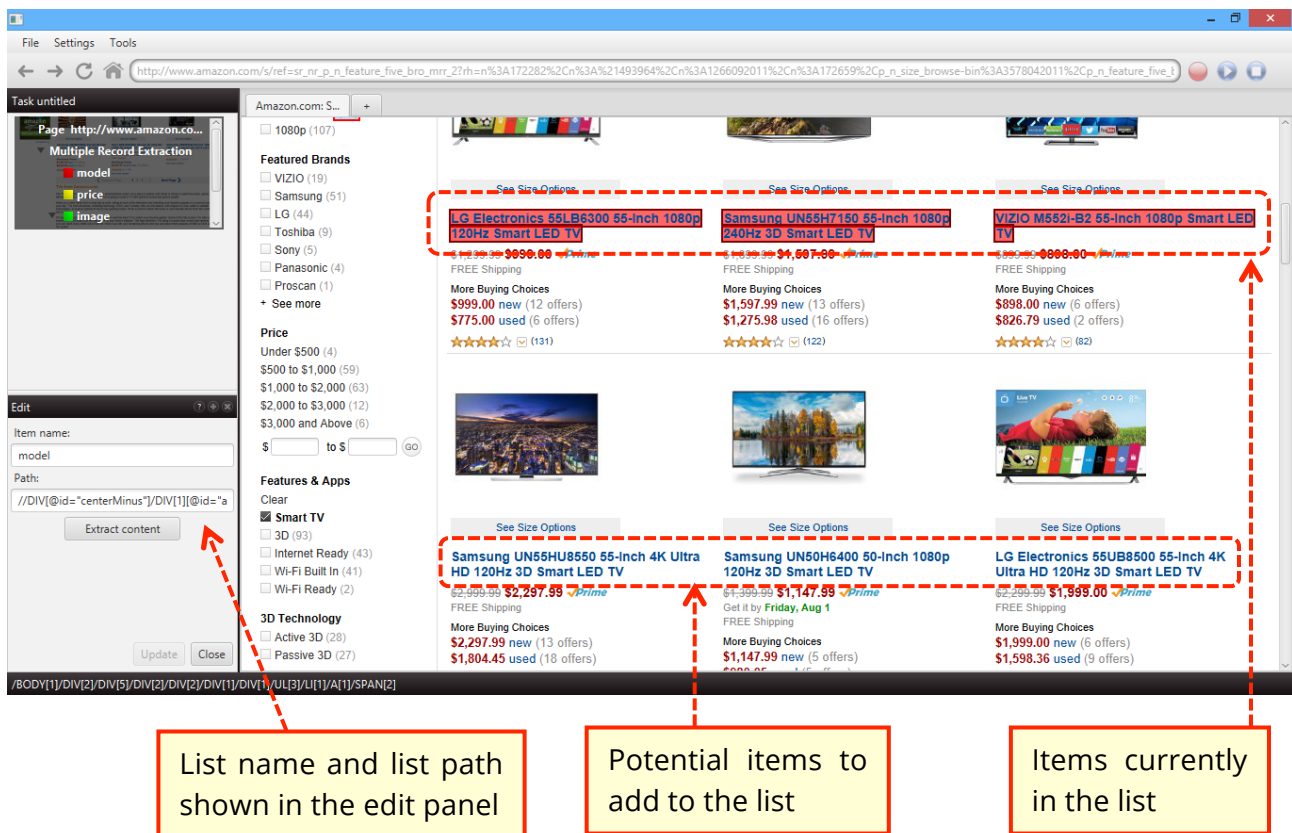 File Settings Tools
http://www.amazon.com/s/ref=sr_nr_p_n_feature_five_bro_mrr_2?rh=n%3A172282%2Cn%3A%21493964%2Cn%3A1266092011%2Cn%3A172659%2Cp_n_size_browse-bin%3A3578042011%2Cp_n_feature_five_b
Task untitled
Page http://www.amazon.co...
Multiple Record Extraction
model
price
image
Edit
Item name:
model
Path:
//DIV[@id="centerMinus"]/DIV[1][@id="a
Extract content
Update Close
Amazon.com: S... +
1080p (107)
Featured Brands
VIZIO (19)
Samsung (51)
LG (44)
Toshiba (9)
Sony (5)
Panasonic (4)
Proscan (1)
+ See more
Price
Under $500 (4)
$500 to $1,000 (59)
$1,000 to $2,000 (63)
$2,000 to $3,000 (12)
$3,000 and Above (6)
$ to $ GO
Features & Apps
Clear
Smart TV
3D (93)
Internet Ready (43)
Wi-Fi Built In (41)
Wi-Fi Ready (2)
3D Technology
Active 3D (28)
Passive 3D (27)
See Size Options
LG Electronics 55LB6300 55-Inch 1080p
120Hz Smart LED TV
Prime
FREE Shipping
More Buying Choices
$999.00 new (12 offers)
$775.00 used (6 offers)
(131)
See Size Options
Samsung UN55H7150 55-Inch 1080p
240Hz 3D Smart LED TV
Prime
FREE Shipping
More Buying Choices
$1,597.99 new (13 offers)
$1,275.98 used (16 offers)
(122)
See Size Options
VIZIO M552i-B2 55-Inch 1080p Smart LED
TV
$898.00 Prime
FREE Shipping
More Buying Choices
$898.00 new (6 offers)
$826.79 used (2 offers)
(82)
See Size Options
Samsung UN55HU8550 55-Inch 4K Ultra
HD 120Hz 3D Smart LED TV
$2,999.99 $2,297.99 Prime
FREE Shipping
More Buying Choices
$2,297.99 new (13 offers)
$1,804.45 used (18 offers)
See Size Options
Samsung UN50H6400 50-Inch 1080p
120Hz 3D Smart LED TV
$1,399.99 $1,147.99 Prime
Get it by Friday, Aug 1
FREE Shipping
More Buying Choices
$1,147.99 new (5 offers)
Live TV
See Size Options
LG Electronics 55UB8500 55-Inch 4K
Ultra HD 120Hz 3D Smart LED TV
$2,299.99 $1,999.00 Prime
FREE Shipping
More Buying Choices
$1,999.00 new (6 offers)
$1,598.36 used (9 offers)
/BODY[1]/DIV[2]/DIV[5]/DIV[2]/DIV[2]/DIV[1]/DIV[1]/UL[3]/LI[1]/A[1]/SPAN[2]
List name and list path
shown in the edit panel
Potential items to
add to the list
Items currently
in the list